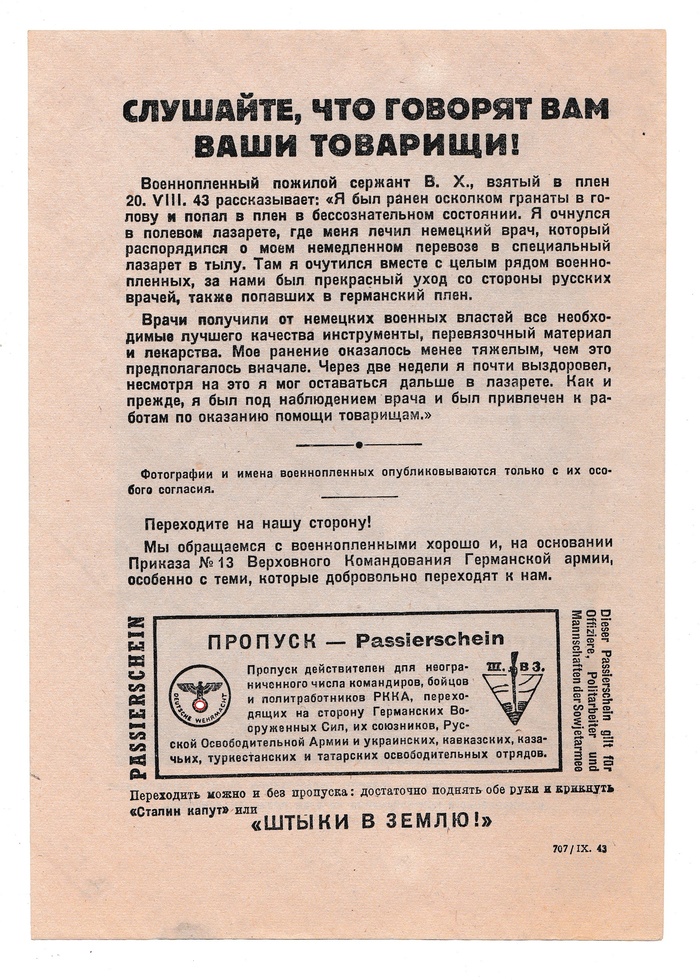 СЛУШАЙТЕ, ЧТО ГОВОРЯТ ВАМ
ВАШИ ТОВАРИЩИ!
Военнопленный пожилой сержант В. Х., взятый в плен
20. VIII. 43 рассказывает: «Я был ранен осколком гранаты в го-
лову и попал в плен в бессознательном состоянии. Я очнулся
в полевом лазарете, где меня лечил немецкий врач, который
распорядился о моем немедленном перевозе в специальный
лазарет в тылу. Там я очутился вместе с целым рядом военно-
пленных, за нами был прекрасный уход со стороны русских
врачей, также попавших в германский плен.
Врачи получили от немецких военных властей все необхо-
димые лучшего качества инструменты, перевязочный материал
и лекарства. Мое ранение оказалось менее тяжелым, чем это
предполагалось вначале. Через две недели я почти выздоровел,
несмотря на это я мог оставаться дальше в лазарете. Как и
прежде, я был под наблюдением врача и был привлечен к ра-
ботам по оказанию помощи товарищам.»
Фотографии и имена военнопленных опубликовываются только с их осо-
бого согласия.
Переходите на нашу сторону!
Мы обращаемся с военнопленными хорошо и, на основании
Приказа № 13 Верховного Командования Германской армии,
особенно с теми, которые добровольно переходят к нам.
PASSIERSCHEIN
ПРОПУСК — Passierschein
DEUTSCHE WEHRMACHT
Пропуск действителен для неогра-
ниченного числа командиров, бойцов
и политработников РККА, перехо-
дящих на сторону Германских Во-
оруженных Сил, их союзников, Рус-
ской Освободительной Армии и украинских, кавказских, каза-
чьих, туркестанских и татарских освободительных отрядов.
Ш. В З.
Dieser Passierschein gilt für
Offiziere, Politarbeiter und
Mannschaften der Sowjetarmee
Переходить можно и без пропуска: достаточно поднять обе руки и крикнуть
«Сталин капут» или
«ШТЫКИ В ЗЕМЛЮ!»
707 / IX. 43